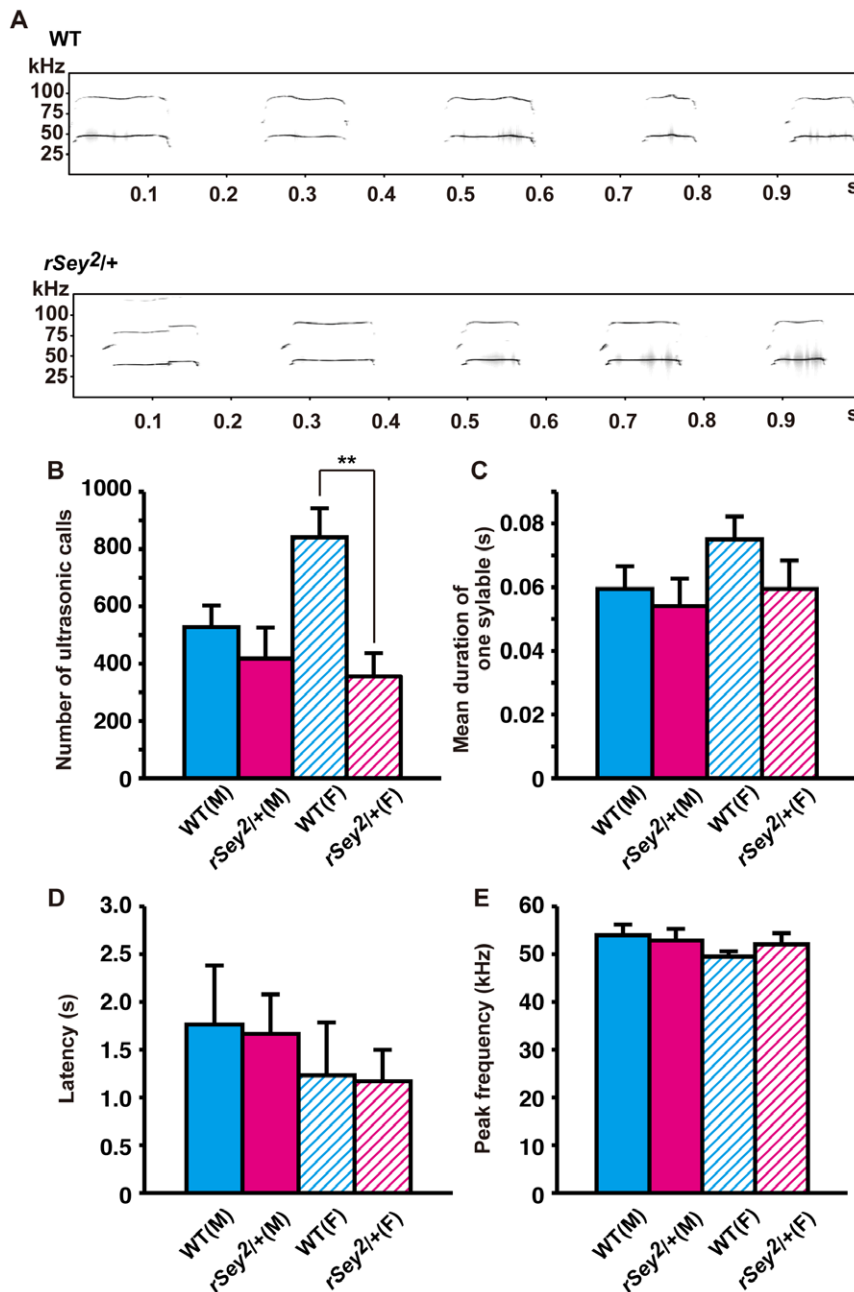 A
WT
kHz
100
75
50
25
0.1 0.2 0.3 0.4 0.5 0.6 0.7 0.8 0.9 s
rSey2/+
kHz
100
75
50
25
0.1 0.2 0.3 0.4 0.5 0.6 0.7 0.8 0.9 s
B
**
Number of ultrasonic calls
1000
800
600
400
200
0
WT(M) rSey2/+(M) WT(F) rSey2/+(F)
C
Mean duration of
one sylable (s)
0.08
0.06
0.04
0.02
0
WT(M) rSey2/+(M) WT(F) rSey2/+(F)
D
Latency (s)
3.0
2.5
2.0
1.5
1.0
0.5
0
WT(M) rSey2/+(M) WT(F) rSey2/+(F)
E
Peak frequency (kHz)
60
50
40
30
20
10
0
WT(M) rSey2/+(M) WT(F) rSey2/+(F)